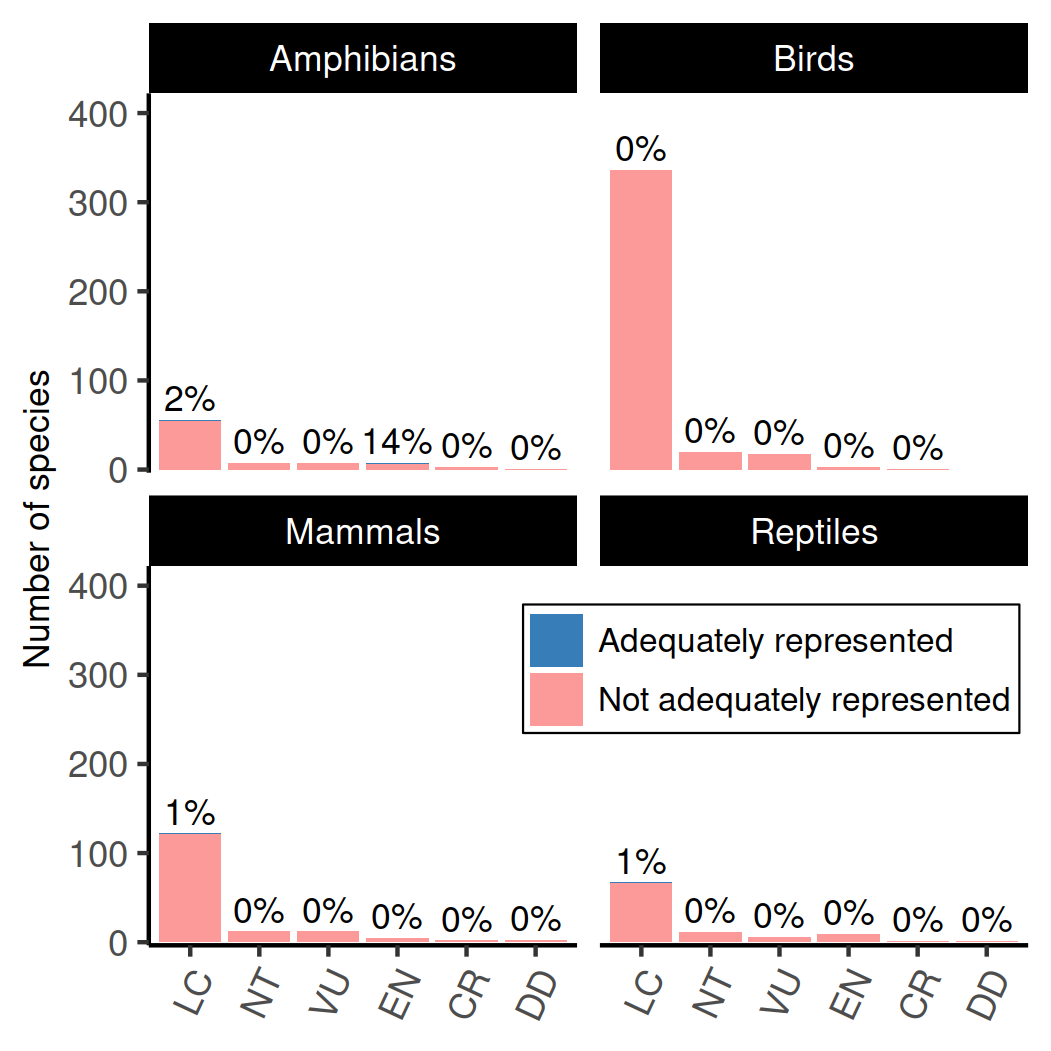 Amphibians
Birds
400
300
200
100
0
2%
0%
0%
14%
0%
0%
0%
0%
0%
0%
0%
Number of species
Mammals
Reptiles
400
300
200
100
0
Adequately represented
Not adequately represented
1%
0%
0%
0%
0%
0%
1%
0%
0%
0%
0%
0%
LC
NT
VU
EN
CR
DD
LC
NT
VU
EN
CR
DD